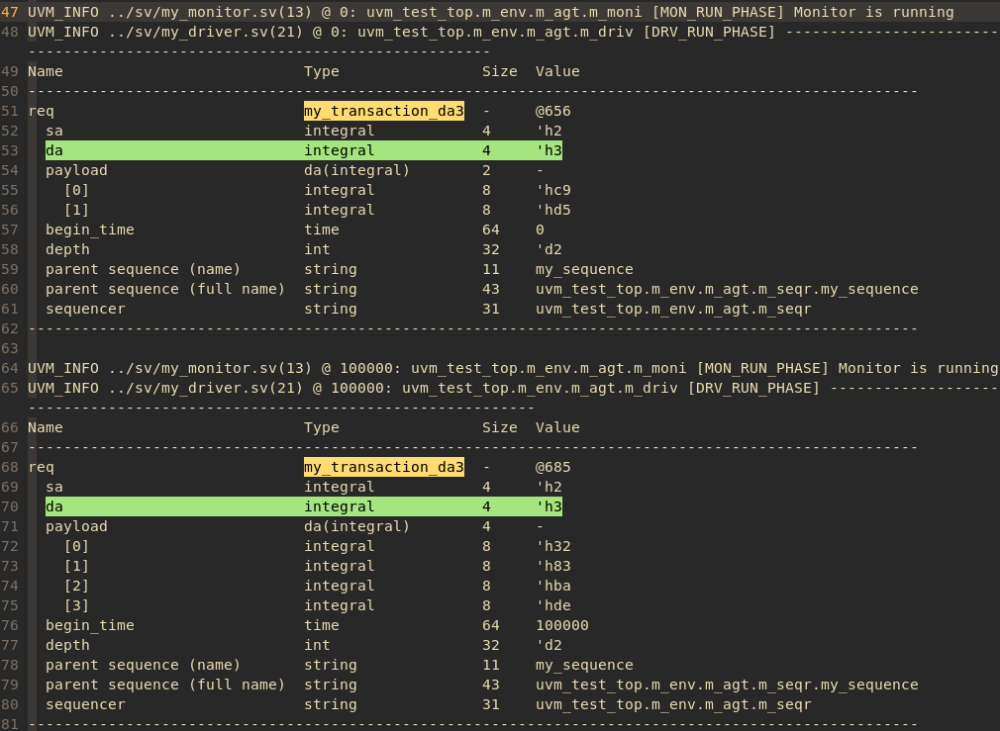 47 UVM_INFO ../sv/my_monitor.sv(13) @ 0: uvm_test_top.m_env.m_agt.m_moni [MON_RUN_PHASE] Monitor is running
48 UVM_INFO ../sv/my_driver.sv(21) @ 0: uvm_test_top.m_env.m_agt.m_driv [DRV_RUN_PHASE] ------------------------
----------------------------------------------------
49 Name                           Type                Size  Value
50 ----------------------------------------------------------------------------------------------------
51 req                            my_transaction_da3  -     @656
52   sa                           integral            4     'h2
53   da                           integral            4     'h3
54   payload                      da(integral)        2     -
55     [0]                        integral            8     'hc9
56     [1]                        integral            8     'hd5
57   begin_time                   time                64    0
58   depth                        int                 32    'd2
59   parent sequence (name)       string              11    my_sequence
60   parent sequence (full name)  string              43    uvm_test_top.m_env.m_agt.m_seqr.my_sequence
61   sequencer                    string              31    uvm_test_top.m_env.m_agt.m_seqr
62 ----------------------------------------------------------------------------------------------------
63
64 UVM_INFO ../sv/my_monitor.sv(13) @ 100000: uvm_test_top.m_env.m_agt.m_moni [MON_RUN_PHASE] Monitor is running
65 UVM_INFO ../sv/my_driver.sv(21) @ 100000: uvm_test_top.m_env.m_agt.m_driv [DRV_RUN_PHASE] -------------------
---------------------------------------------------------
66 Name                           Type                Size  Value
67 ----------------------------------------------------------------------------------------------------
68 req                            my_transaction_da3  -     @685
69   sa                           integral            4     'h2
70   da                           integral            4     'h3
71   payload                      da(integral)        4     -
72     [0]                        integral            8     'h32
73     [1]                        integral            8     'h83
74     [2]                        integral            8     'hba
75     [3]                        integral            8     'hde
76   begin_time                   time                64    100000
77   depth                        int                 32    'd2
78   parent sequence (name)       string              11    my_sequence
79   parent sequence (full name)  string              43    uvm_test_top.m_env.m_agt.m_seqr.my_sequence
80   sequencer                    string              31    uvm_test_top.m_env.m_agt.m_seqr
81 ----------------------------------------------------------------------------------------------------